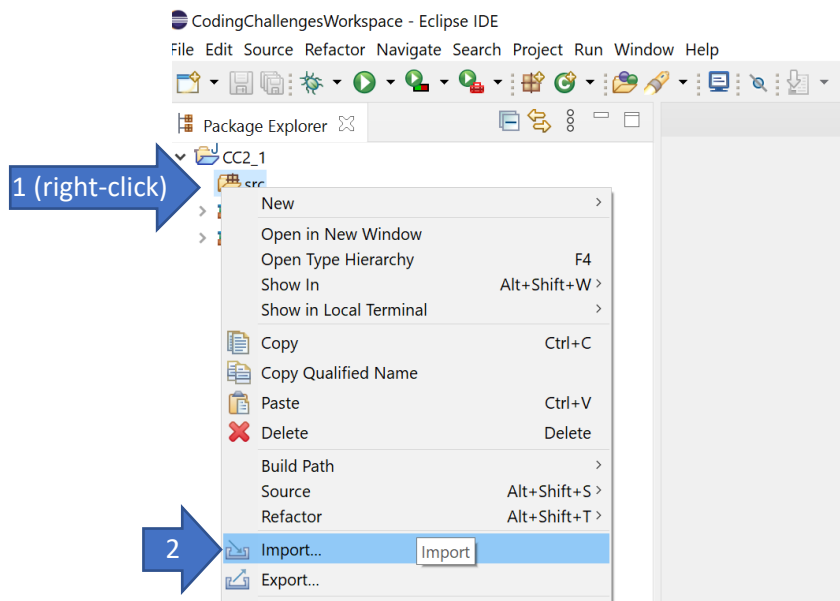 CodingChallengesWorkspace - Eclipse IDE
File Edit Source Refactor Navigate Search Project Run Window Help
Package Explorer
CC2_1
1 (right-click)
src
New
Open in New Window
Open Type Hierarchy F4
Show In Alt+Shift+W
Show in Local Terminal
Copy Ctrl+C
Copy Qualified Name
Paste Ctrl+V
Delete Delete
Build Path
Source Alt+Shift+S
Refactor Alt+Shift+T
2 Import... Import
Export...